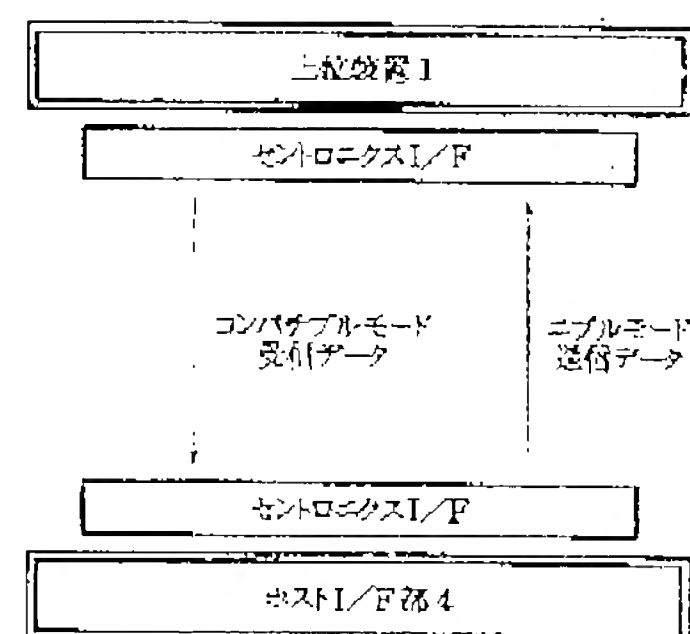 上位装置1
セントロニクスI/F
コンパチブルモード
受信データ
ニブルモード
送信データ
セントロニクスI/F
ホストI/F部4